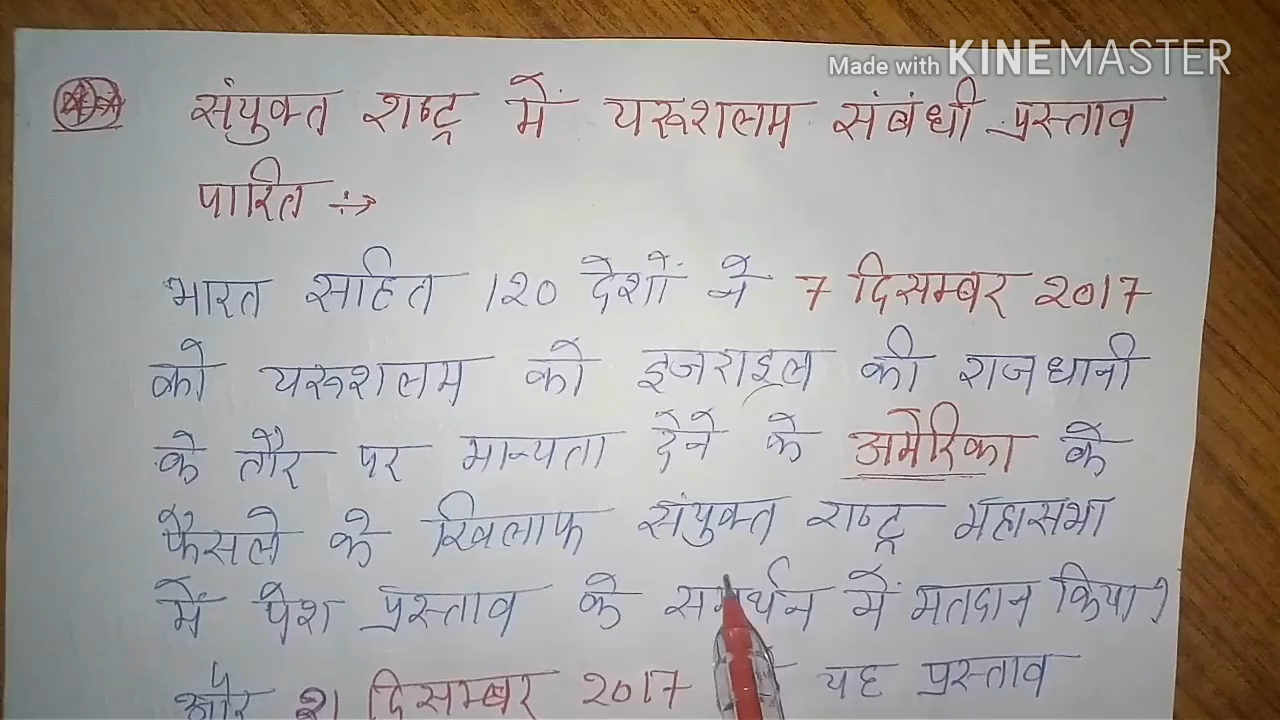 Made with KINEMASTER
संयुक्त राष्ट्र में यरूशलम संबंधी प्रस्ताव
पारित ÷→
भारत सहित 120 देशों ने 7 दिसम्बर 2017
को यरूशलम को इजराइल की राजधानी
के तौर पर मान्यता देने के अमेरिका के
फैसले के खिलाफ संयुक्त राष्ट्र महासभा
में पेश प्रस्ताव के समर्थन में मतदान किया।
और 21 दिसम्बर 2017 यह प्रस्ताव